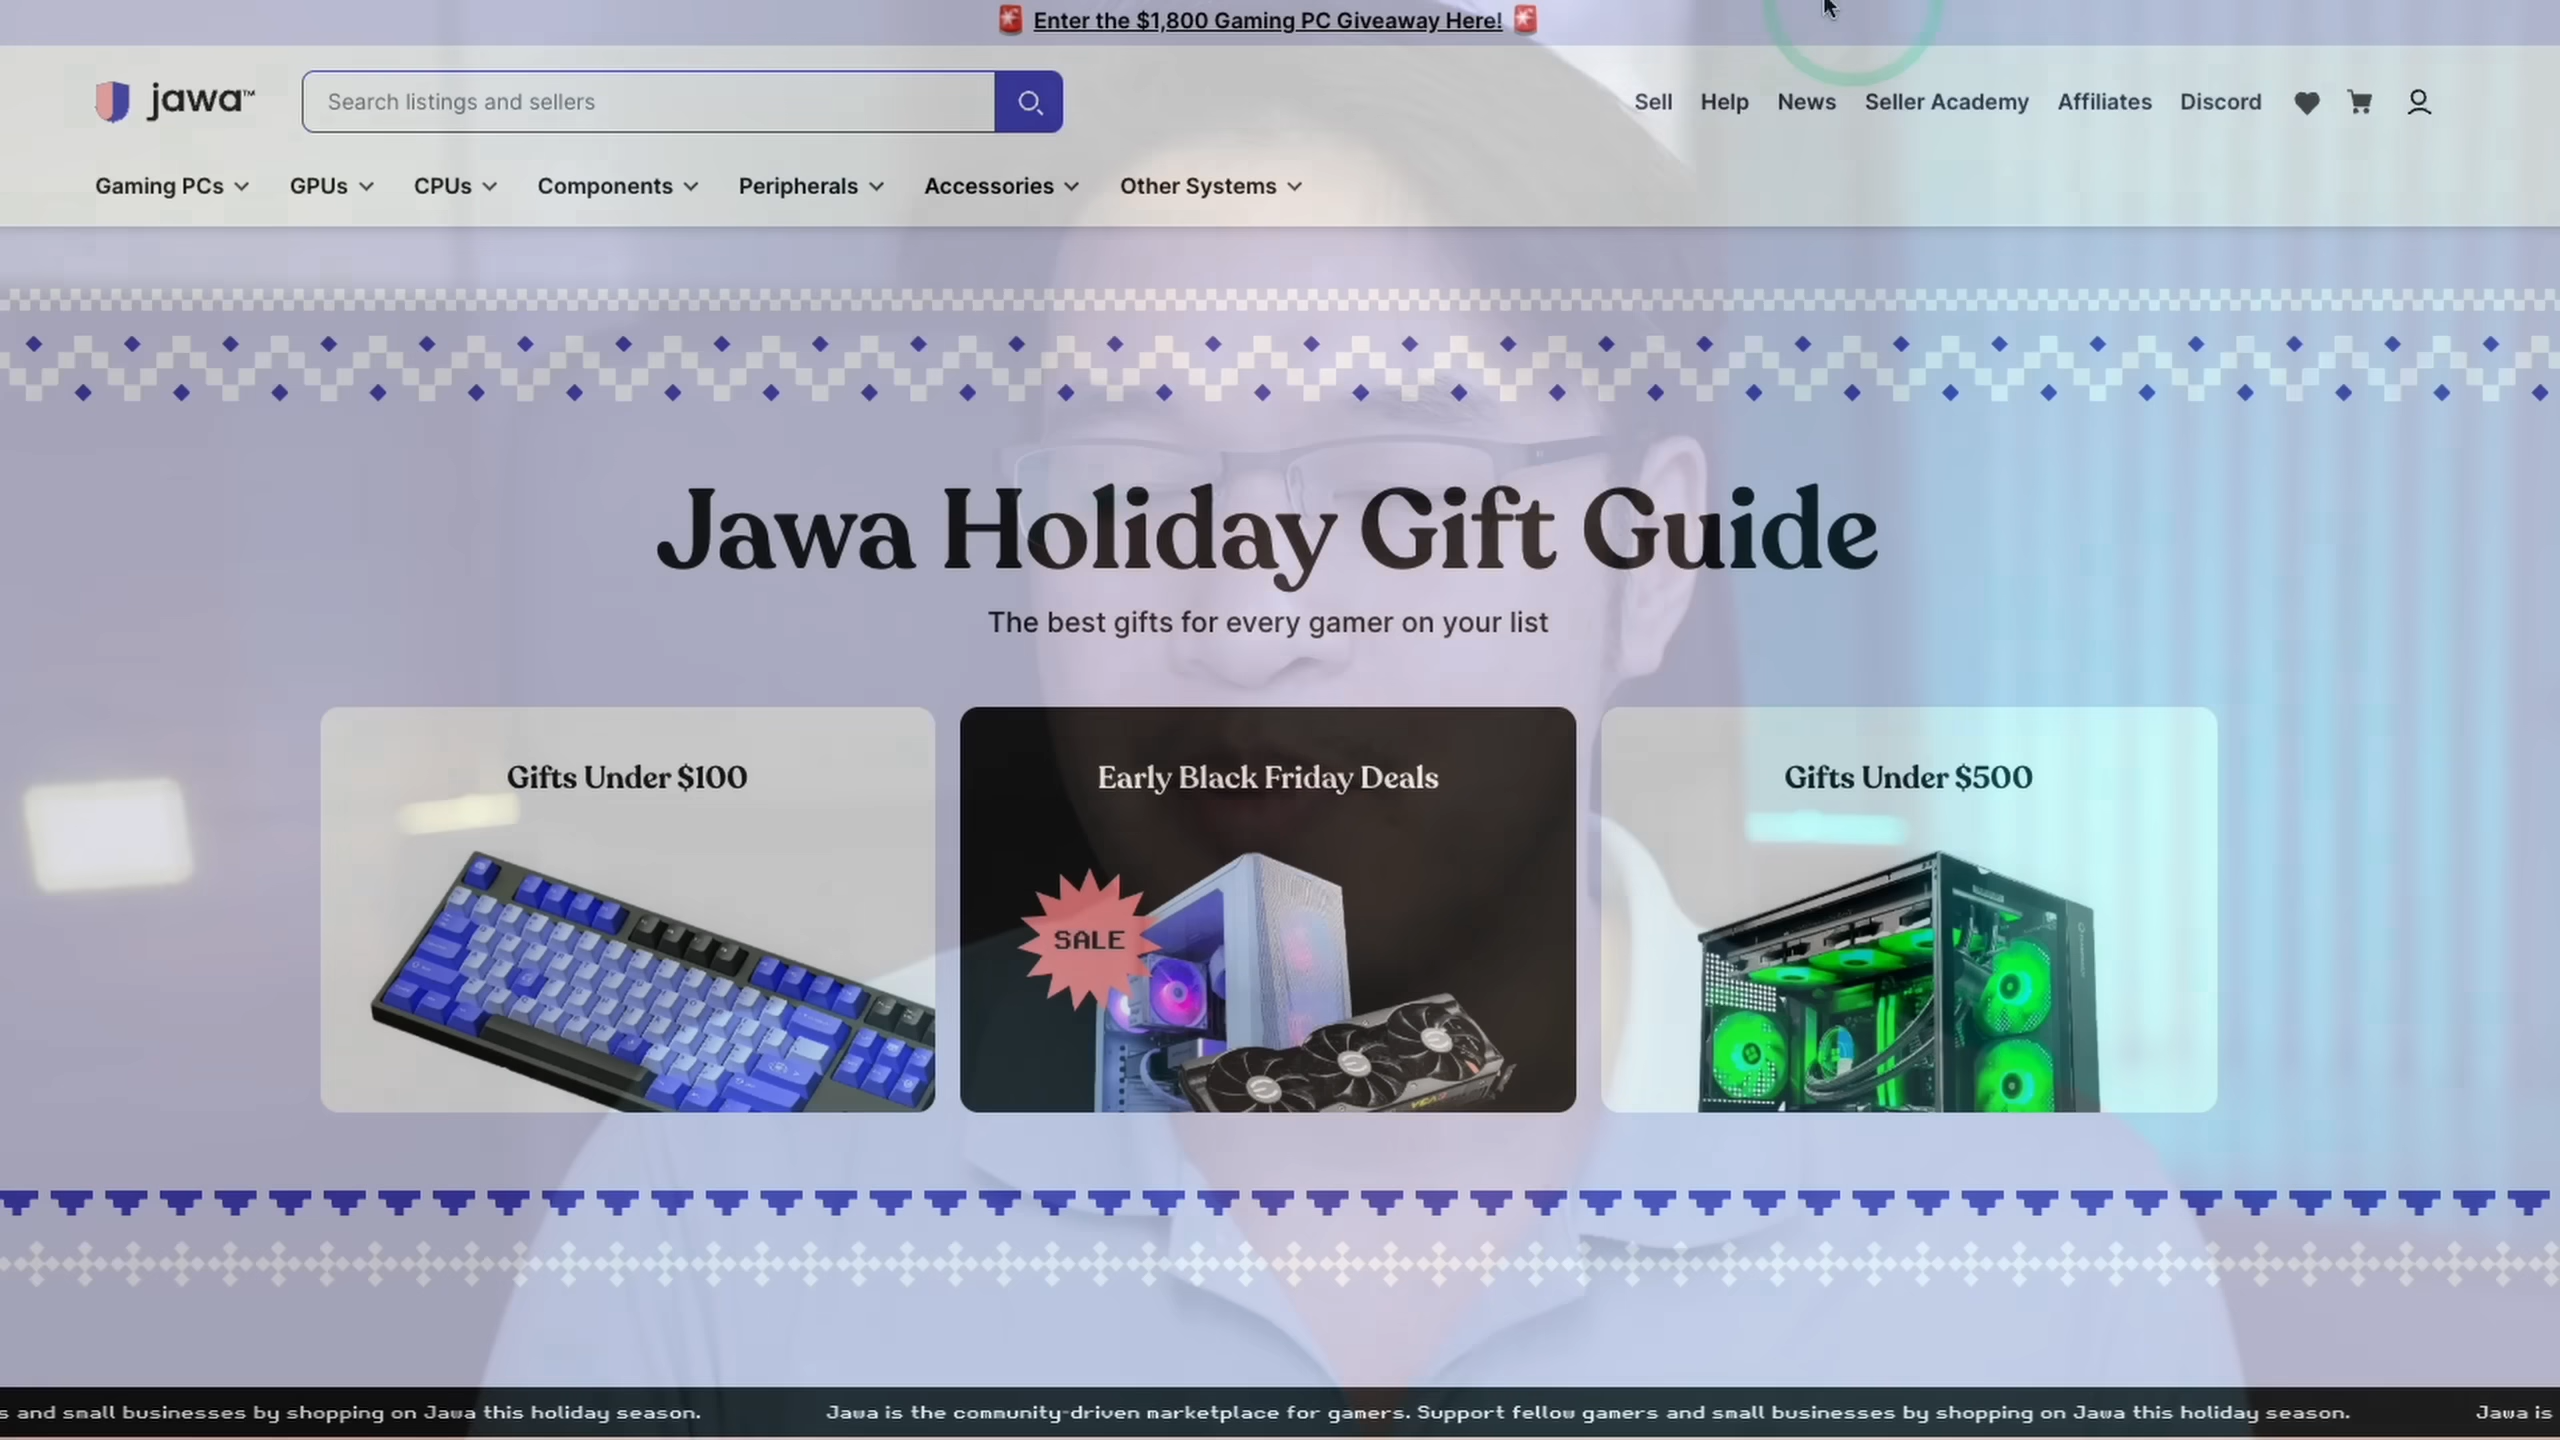 Enter the $1,800 Gaming PC Giveaway Here!
jawa™
Search listings and sellers
Sell Help News Seller Academy Affiliates Discord
Gaming PCs GPUs CPUs Components Peripherals Accessories Other Systems
Jawa Holiday Gift Guide
The best gifts for every gamer on your list
Gifts Under $100
Early Black Friday Deals
Gifts Under $500
SALE
s and small businesses by shopping on Jawa this holiday season. Jawa is the community-driven marketplace for gamers. Support fellow gamers and small businesses by shopping on Jawa this holiday season. Jawa is